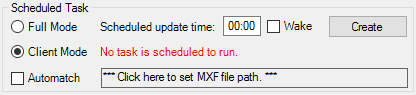 Scheduled Task
Full Mode Scheduled update time: 00:00 Wake Create
Client Mode No task is scheduled to run.
Automatch *** Click here to set MXF file path. ***